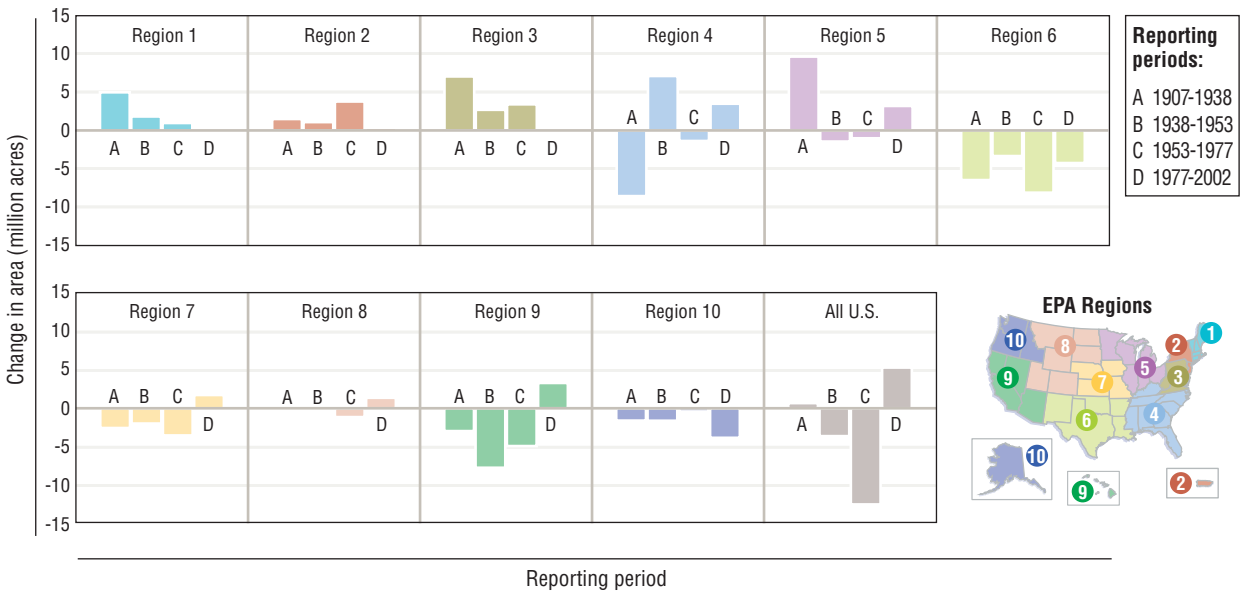 Change in area (million acres)
15
10
5
0
-5
-10
-15
Region 1
A B C D
Region 2
A B C D
Region 3
A B C D
Region 4
A B C D
Region 5
A B C D
Region 6
A B C D
Reporting
periods:
A 1907-1938
B 1938-1953
C 1953-1977
D 1977-2002
15
10
5
0
-5
-10
-15
Region 7
A B C D
Region 8
A B C D
Region 9
A B C D
Region 10
A B C D
All U.S.
A B C D
EPA Regions
1
2
10
8
5
3
9
7
4
6
10
9
2
Reporting period